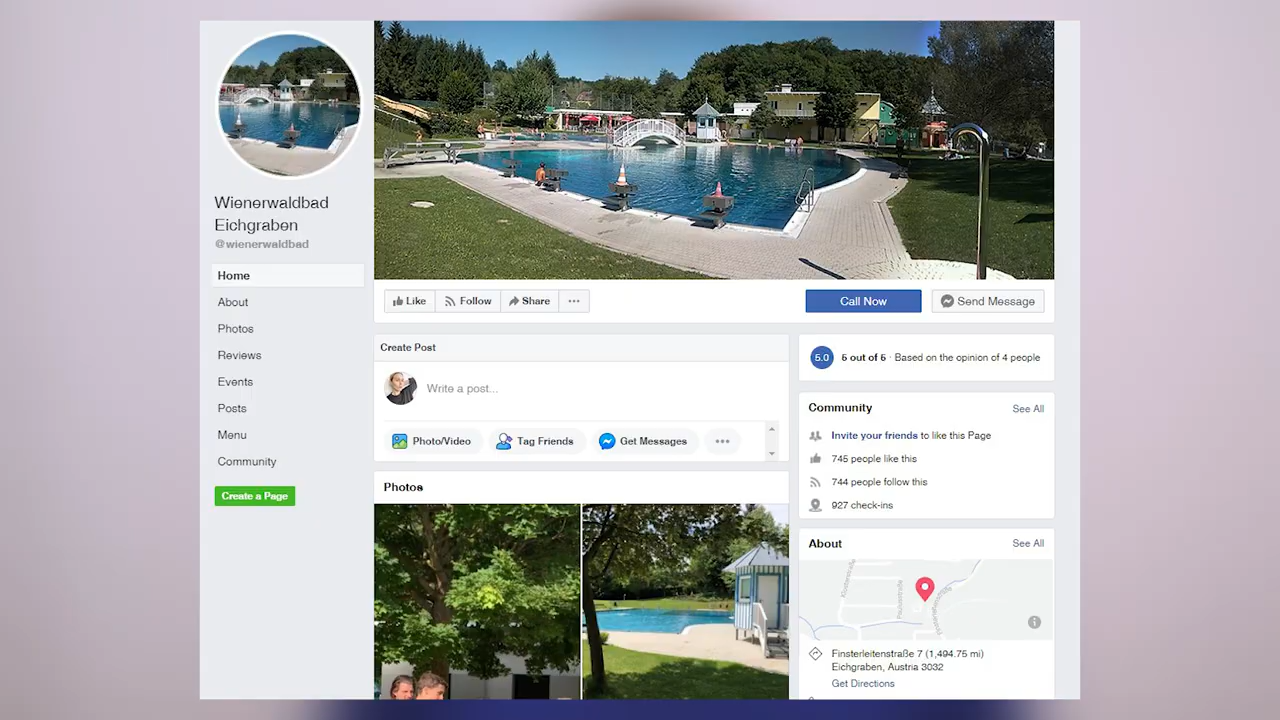 Wienerwaldbad
Eichgraben
@wienerwaldbad
Home
About
Photos
Reviews
Events
Posts
Menu
Community
Create a Page
Like
Follow
Share
Call Now
Send Message
Create Post
Write a post...
Photo/Video
Tag Friends
Get Messages
Photos
5.0
5 out of 5 · Based on the opinion of 4 people
Community
See All
Invite your friends to like this Page
745 people like this
744 people follow this
927 check-ins
About
See All
Finsterleitenstraße 7 (1,494.75 mi)
Eichgraben, Austria 3032
Get Directions